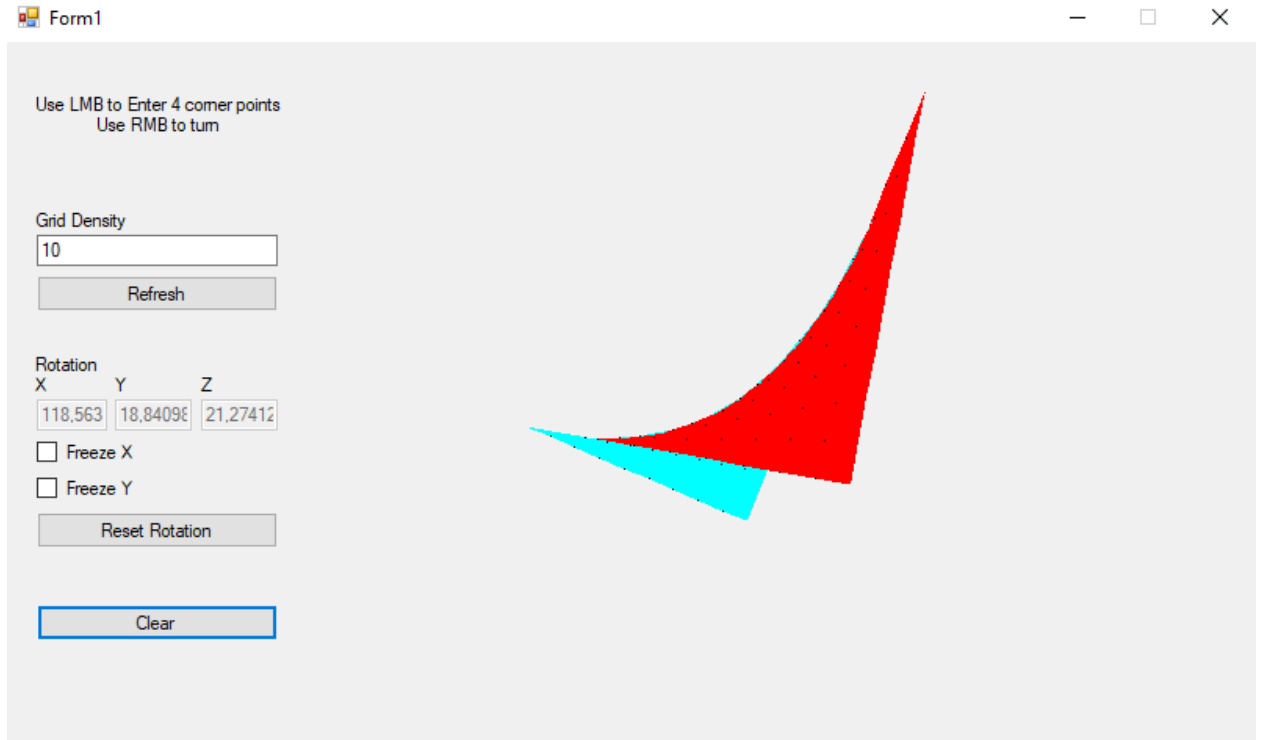 Form1
Use LMB to Enter 4 corner points
Use RMB to turn
Grid Density
10
Refresh
Rotation
X Y Z
118,563 18,84098 21,27412
Freeze X
Freeze Y
Reset Rotation
Clear